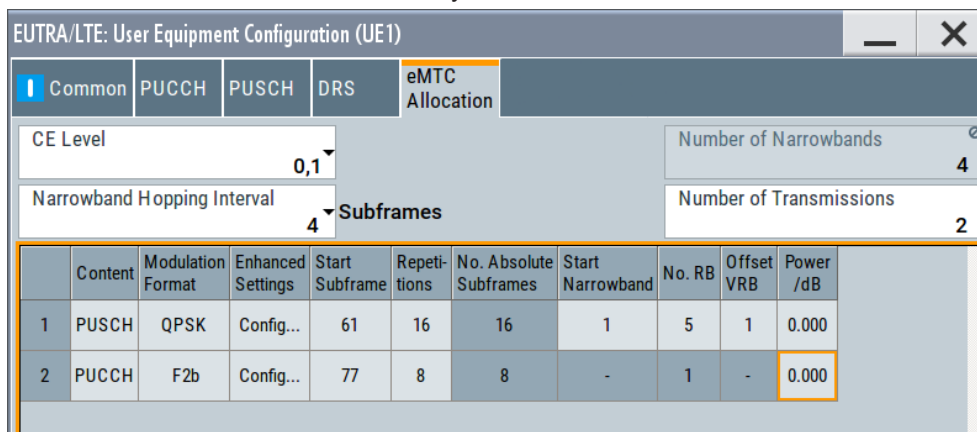 EUTRA/LTE: User Equipment Configuration (UE1)
Common PUCCH PUSCH DRS eMTC Allocation
CE Level 0,1 Number of Narrowbands 4
Narrowband Hopping Interval 4 Subframes Number of Transmissions 2
Content Modulation Format Enhanced Settings Start Subframe Repeti-tions No. Absolute Subframes Start Narrowband No. RB Offset VRB Power /dB
1 PUSCH QPSK Config... 61 16 16 1 5 1 0.000
2 PUCCH F2b Config... 77 8 8 - 1 - 0.000